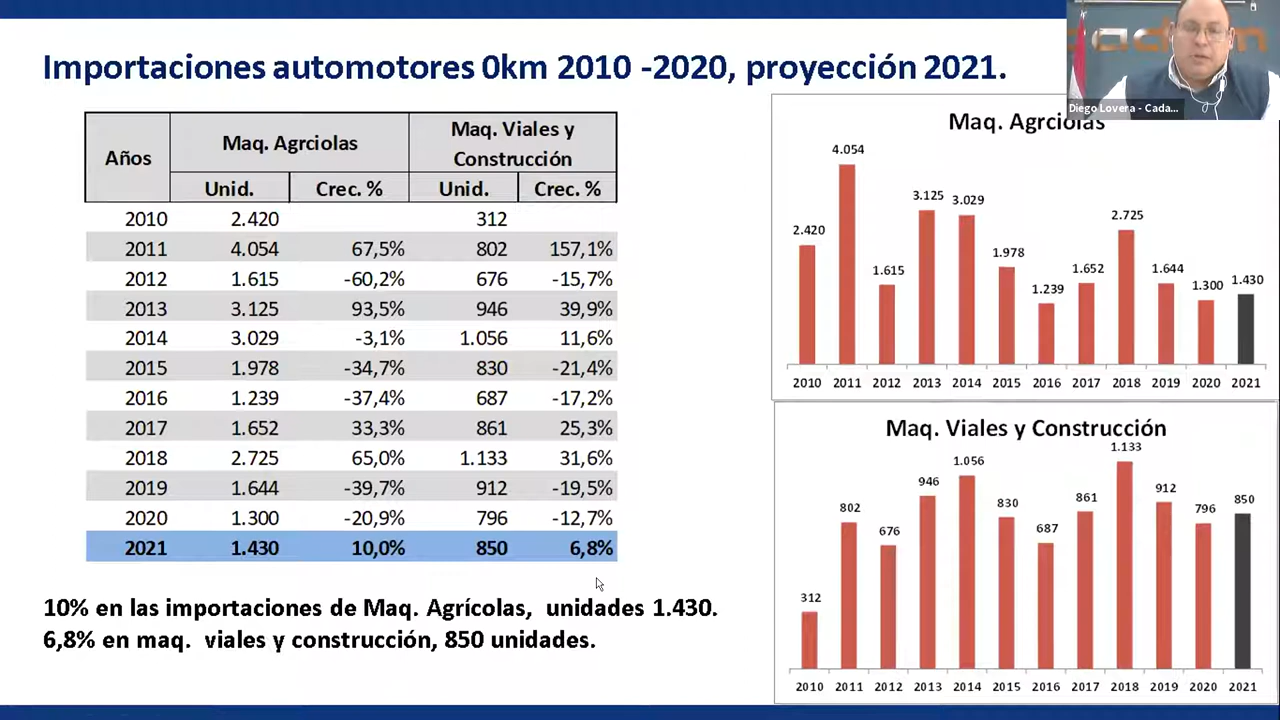 Importaciones automotores 0km 2010 -2020, proyección 2021.
Diego Lovera - Cada...
Años Maq. Agrciolas Maq. Viales y Construcción
Unid. Crec. % Unid. Crec. %
2010 2.420 312
2011 4.054 67,5% 802 157,1%
2012 1.615 -60,2% 676 -15,7%
2013 3.125 93,5% 946 39,9%
2014 3.029 -3,1% 1.056 11,6%
2015 1.978 -34,7% 830 -21,4%
2016 1.239 -37,4% 687 -17,2%
2017 1.652 33,3% 861 25,3%
2018 2.725 65,0% 1.133 31,6%
2019 1.644 -39,7% 912 -19,5%
2020 1.300 -20,9% 796 -12,7%
2021 1.430 10,0% 850 6,8%
10% en las importaciones de Maq. Agrícolas, unidades 1.430.
6,8% en maq. viales y construcción, 850 unidades.
Maq. Agrciolas
2.420 4.054 1.615 3.125 3.029 1.978 1.239 1.652 2.725 1.644 1.300 1.430
2010 2011 2012 2013 2014 2015 2016 2017 2018 2019 2020 2021
Maq. Viales y Construcción
312 802 676 946 1.056 830 687 861 1.133 912 796 850
2010 2011 2012 2013 2014 2015 2016 2017 2018 2019 2020 2021